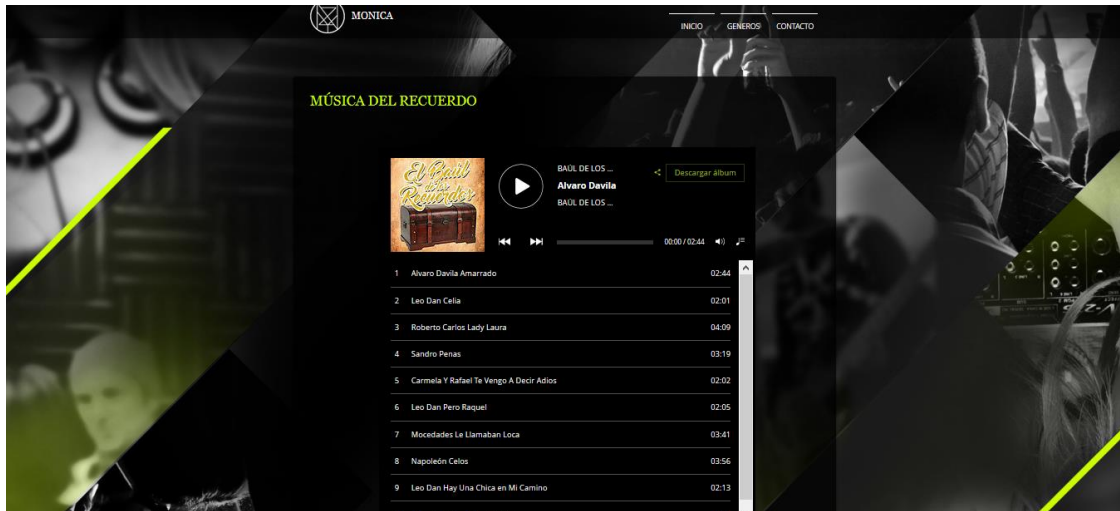 MONICA
INICIO GENEROS CONTACTO
MÚSICA DEL RECUERDO
El Baúl
de los
Recuerdos
BAÚL DE LOS ...
Alvaro Davila
BAÚL DE LOS ...
Descargar álbum
00:00 / 02:44
1 Alvaro Davila Amarrado 02:44
2 Leo Dan Celia 02:01
3 Roberto Carlos Lady Laura 04:09
4 Sandro Penas 03:19
5 Carmela Y Rafael Te Vengo A Decir Adios 02:02
6 Leo Dan Pero Raquel 02:05
7 Mocedades Le Llamaban Loca 03:41
8 Napoleón Celos 03:56
9 Leo Dan Hay Una Chica en Mi Camino 02:13